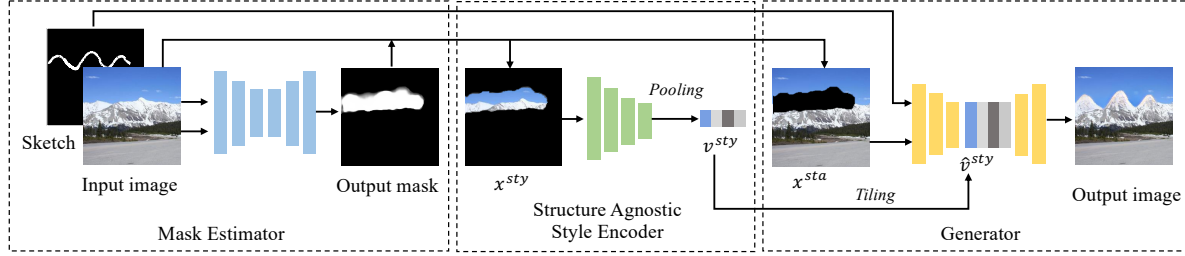 Sketch
Input image
Output mask
Mask Estimator
x^{sty}
Pooling
v^{sty}
Structure Agnostic
Style Encoder
x^{sta}
Tiling
v̂^{sty}
Output image
Generator